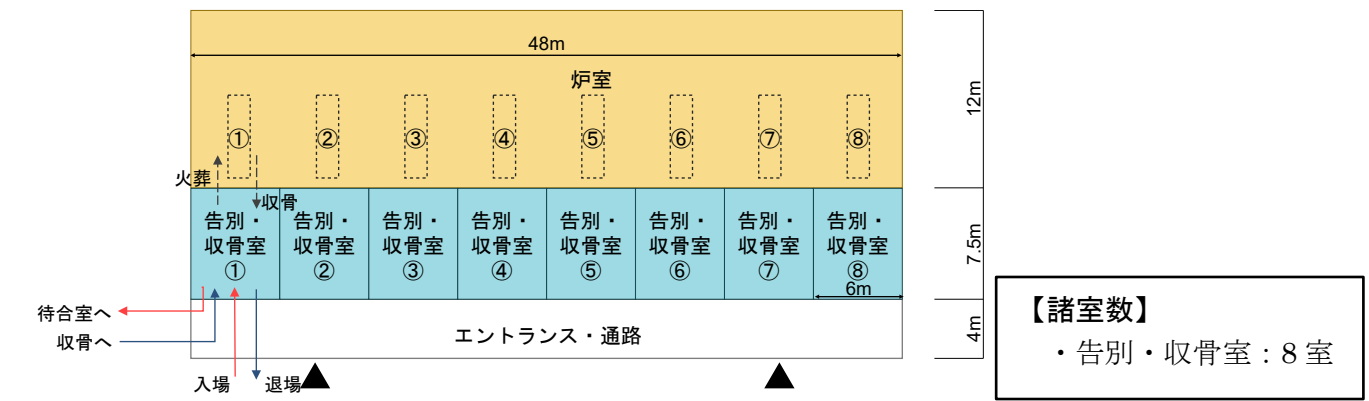 48m
炉室
12m
①
②
③
④
⑤
⑥
⑦
⑧
火葬
収骨
告別・
収骨室
①
告別・
収骨室
②
告別・
収骨室
③
告別・
収骨室
④
告別・
収骨室
⑤
告別・
収骨室
⑥
告別・
収骨室
⑦
告別・
収骨室
⑧
7.5m
6m
待合室へ
収骨へ
エントランス・通路
4m
入場
退場
【諸室数】
・告別・収骨室：8室